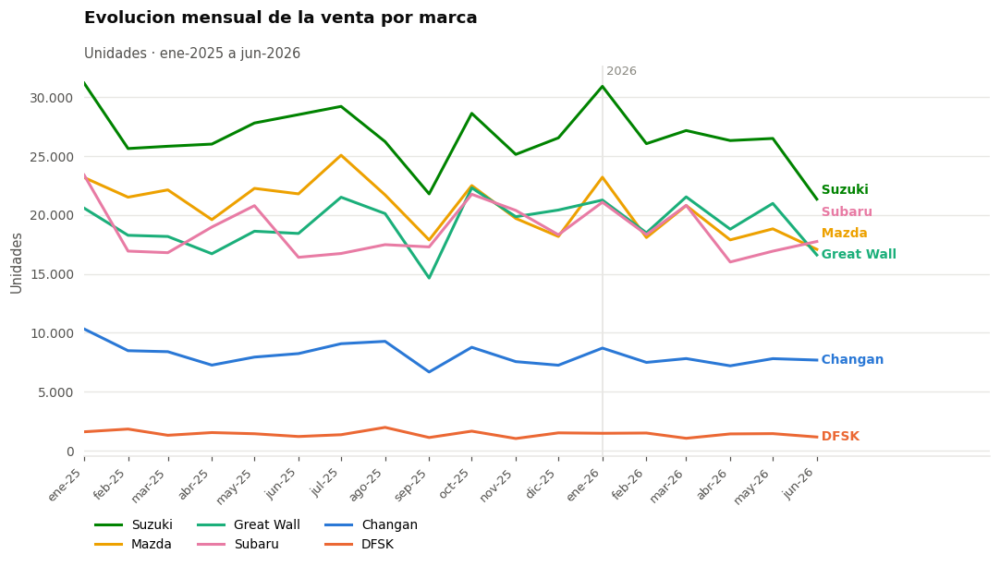 Evolucion mensual de la venta por marca
Unidades · ene-2025 a jun-2026
2026
30.000
25.000
20.000
15.000
10.000
5.000
0
Unidades
Suzuki
Subaru
Mazda
Great Wall
Changan
DFSK
ene-25
feb-25
mar-25
abr-25
may-25
jun-25
jul-25
ago-25
sep-25
oct-25
nov-25
dic-25
ene-26
feb-26
mar-26
abr-26
may-26
jun-26
Suzuki Great Wall Changan
Mazda Subaru DFSK